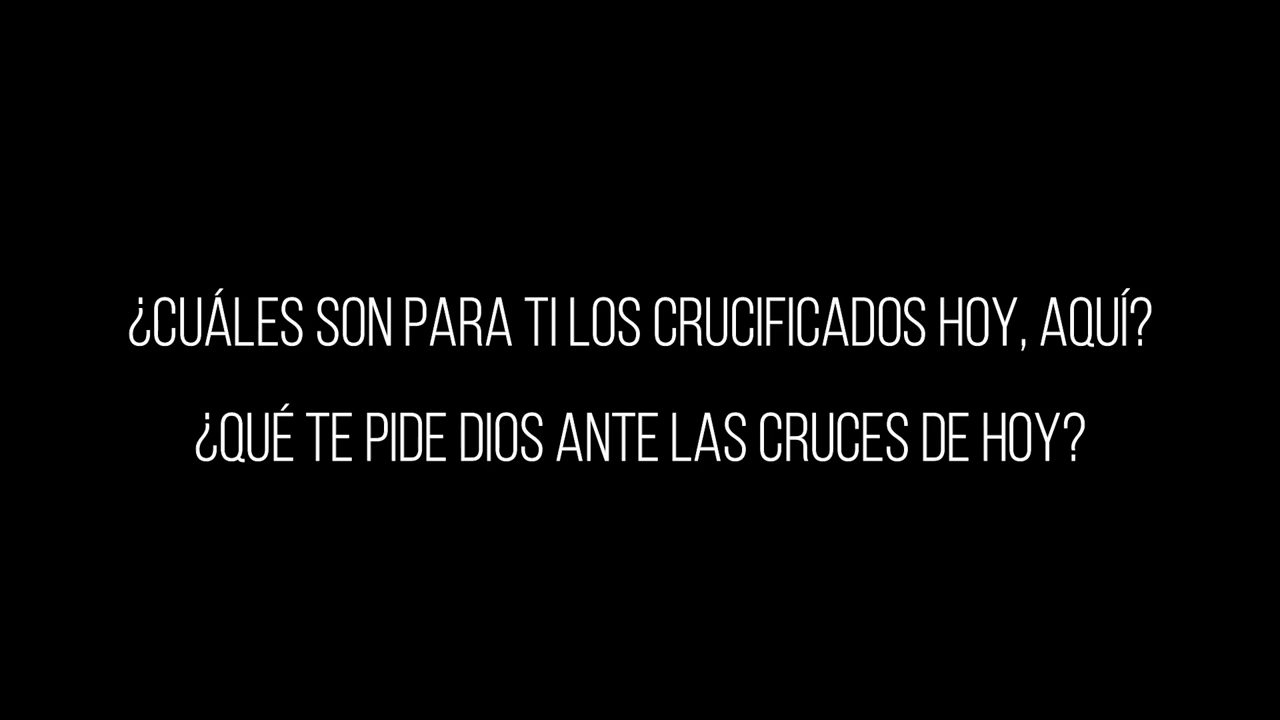 ¿CUÁLES SON PARA TI LOS CRUCIFICADOS HOY, AQUÍ?
¿QUÉ TE PIDE DIOS ANTE LAS CRUCES DE HOY?